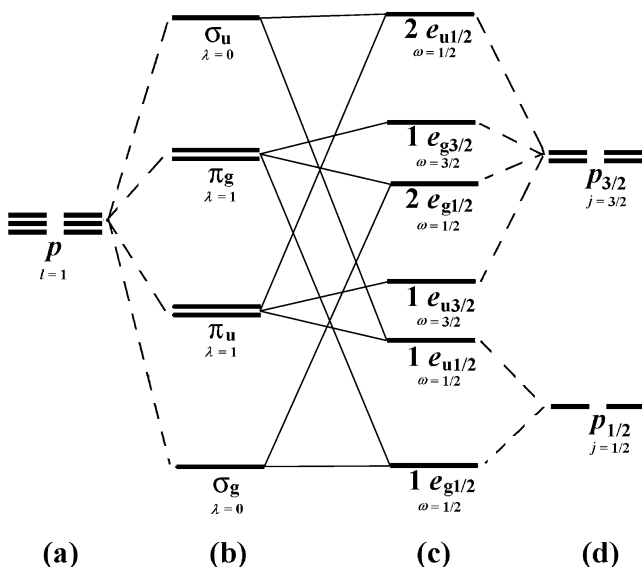 p
l = 1
σu
λ = 0
πg
λ = 1
πu
λ = 1
σg
λ = 0
2 eu1/2
ω = 1/2
1 eg3/2
ω = 3/2
2 eg1/2
ω = 1/2
1 eu3/2
ω = 3/2
1 eu1/2
ω = 1/2
1 eg1/2
ω = 1/2
p3/2
j = 3/2
p1/2
j = 1/2
(a) (b) (c) (d)